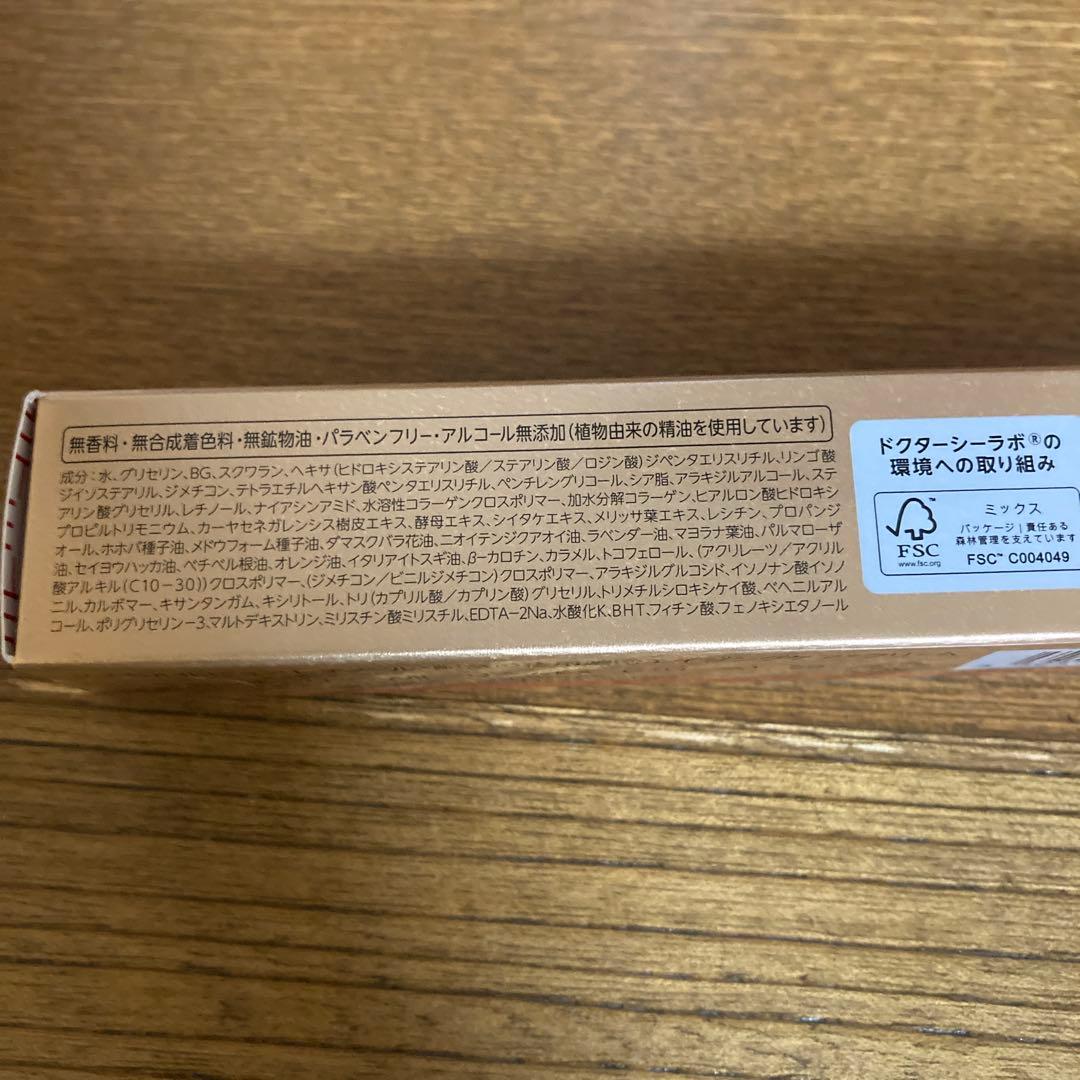 無香料・無合成着色料・無鉱物油・パラベンフリー・アルコール無添加(植物由来の精油を使用しています)
成分：水、グリセリン、BG、スクワラン、ヘキサ(ヒドロキシステアリン酸／ステアリン酸／ロジン酸)ジペンタエリスリチル、リンゴ酸
ジイソステアリル、ジメチコン、テトラエチルヘキサン酸ペンタエリスリチル、ペンチレングリコール、シア脂、アラキジルアルコール、ステ
アリン酸グリセリル、レチノール、ナイアシンアミド、水溶性コラーゲンクロスポリマー、加水分解コラーゲン、ヒアルロン酸ヒドロキシ
プロピルトリモニウム、カーヤセネガレンシス樹皮エキス、酵母エキス、シイタケエキス、メリッサ葉エキス、レシチン、プロパンジ
オール、ホホバ種子油、メドウフォーム種子油、ダマスクバラ花油、ニオイテンジクアオイ油、ラベンダー油、マヨラナ葉油、パルマローザ
油、セイヨウハッカ油、ベチベル根油、オレンジ油、イタリアイトスギ油、β-カロチン、カラメル、トコフェロール、(アクリレーツ／アクリル
酸アルキル(C10-30))クロスポリマー、(ジメチコン／ビニルジメチコン)クロスポリマー、アラキジルグルコシド、イソノナン酸イソノ
ニル、カルボマー、キサンタンガム、キシリトール、トリ(カプリル酸／カプリン酸)グリセリル、トリメチルシロキシケイ酸、ベヘニルアル
コール、ポリグリセリン-3、マルトデキストリン、ミリスチン酸ミリスチル、EDTA-2Na、水酸化K、BHT、フィチン酸、フェノキシエタノール
ドクターシーラボ®の
環境への取り組み
FSC™
www.fsc.org
ミックス
パッケージ｜責任ある
森林管理を支えています
FSC™ C004049